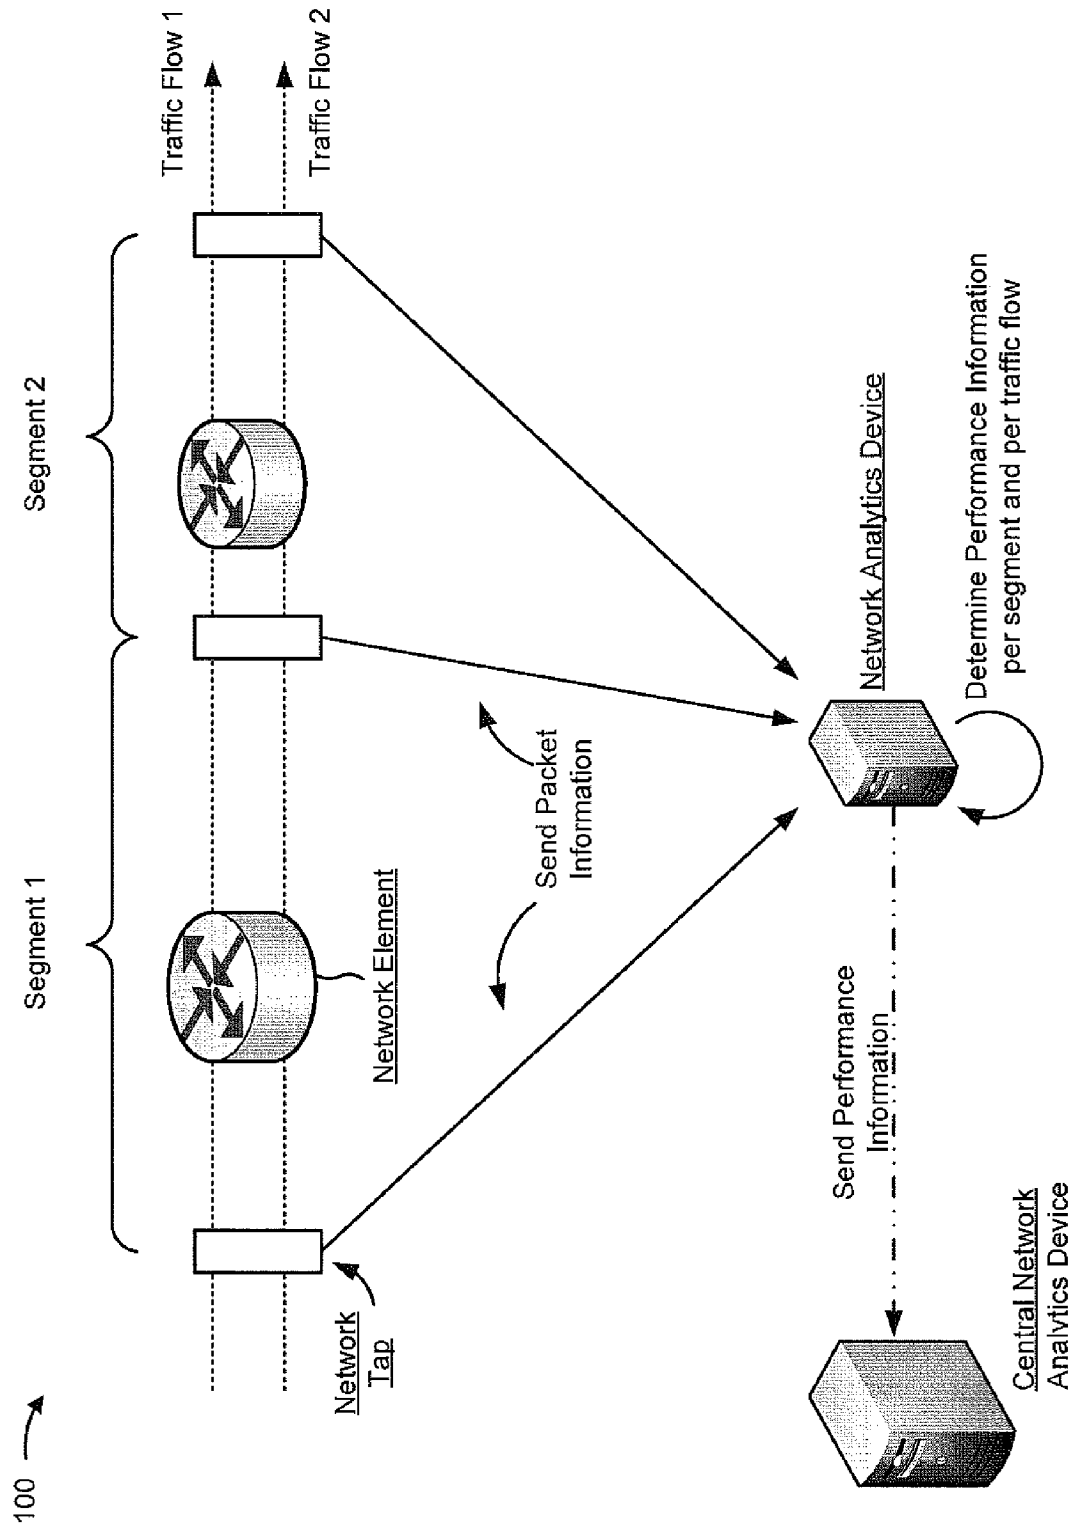 100
Segment 1
Segment 2
Traffic Flow 1
Traffic Flow 2
Network
Tap
Network Element
Send Packet
Information
Send Performance
Information
Network Analytics Device
Determine Performance Information
per segment and per traffic flow
Central Network
Analytics Device